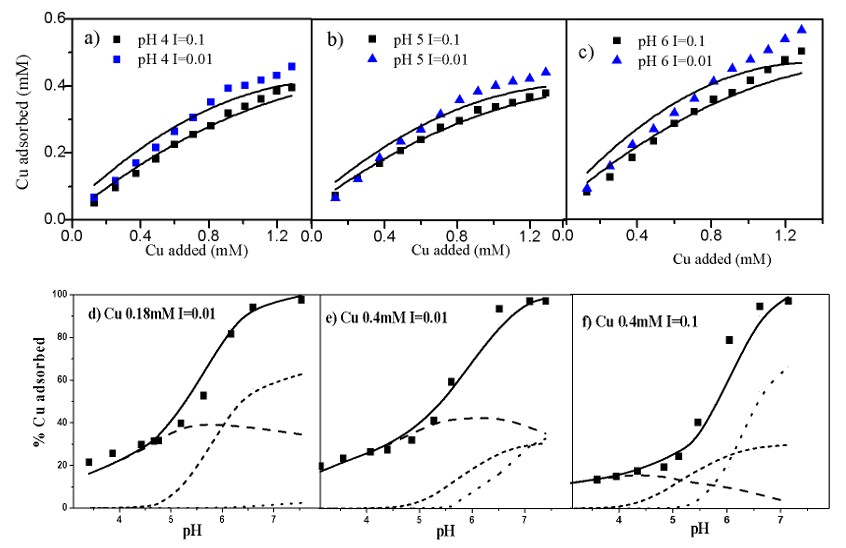 a)
pH 4 I=0.1
pH 4 I=0.01
b)
pH 5 I=0.1
pH 5 I=0.01
c)
pH 6 I=0.1
pH 6 I=0.01
Cu adsorbed (mM)
0.6
0.4
0.2
0.0
0.0 0.4 0.8 1.2 0.0 0.4 0.8 1.2 0.0 0.4 0.8 1.2
Cu added (mM)
Cu added (mM)
Cu added (mM)
d) Cu 0.18mM I=0.01
e) Cu 0.4mM I=0.01
f) Cu 0.4mM I=0.1
% Cu adsorbed
100
80
60
40
20
0
4 5 6 7 4 5 6 7 4 5 6 7
pH
pH
pH